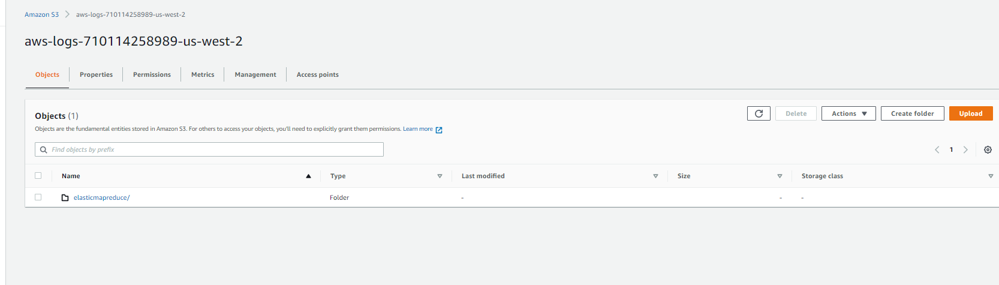 Amazon S3 > aws-logs-710114258989-us-west-2
aws-logs-710114258989-us-west-2
Objects Properties Permissions Metrics Management Access points
Objects (1)
Delete Actions Create folder Upload
Objects are the fundamental entities stored in Amazon S3. For others to access your objects, you'll need to explicitly grant them permissions. Learn more
Find objects by prefix
1
Name Type Last modified Size Storage class
elasticmapreduce/ Folder - - -